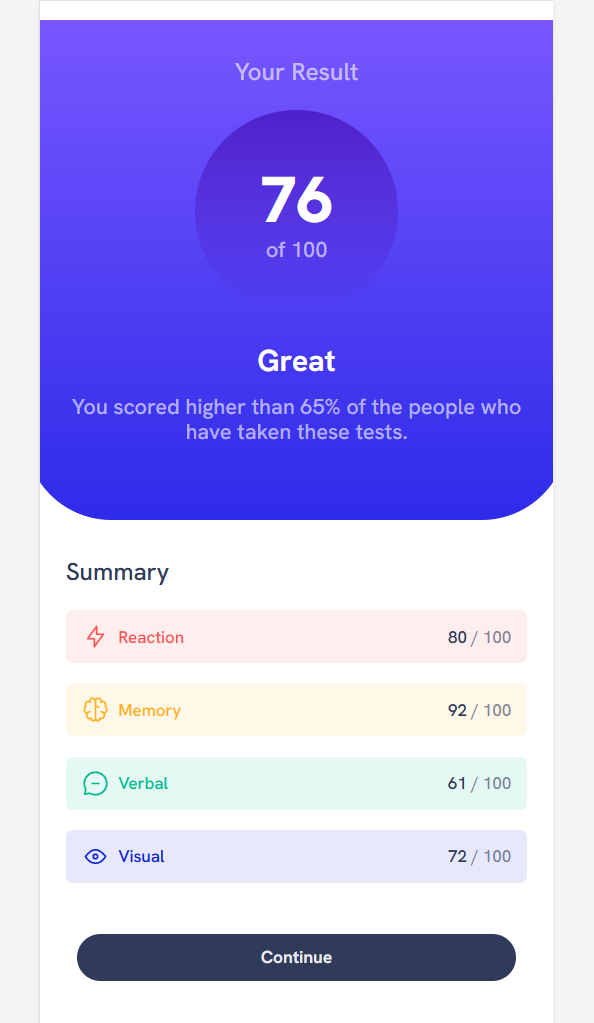 Your Result
76
of 100
Great
You scored higher than 65% of the people who
have taken these tests.
Summary
Reaction 80 / 100
Memory 92 / 100
Verbal 61 / 100
Visual 72 / 100
Continue